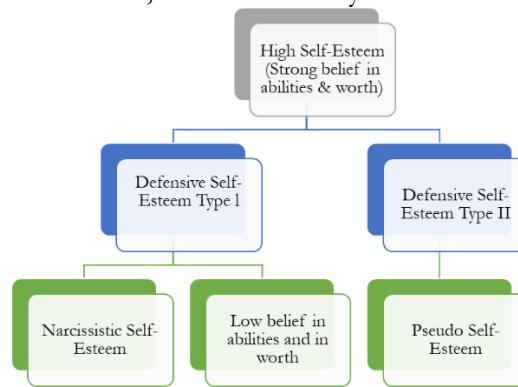 High Self-Esteem
(Strong belief in
abilities & worth)
Defensive Self-
Esteem Type l
Defensive Self-
Esteem Type II
Narcissistic Self-
Esteem
Low belief in
abilities and in
worth
Pseudo Self-
Esteem